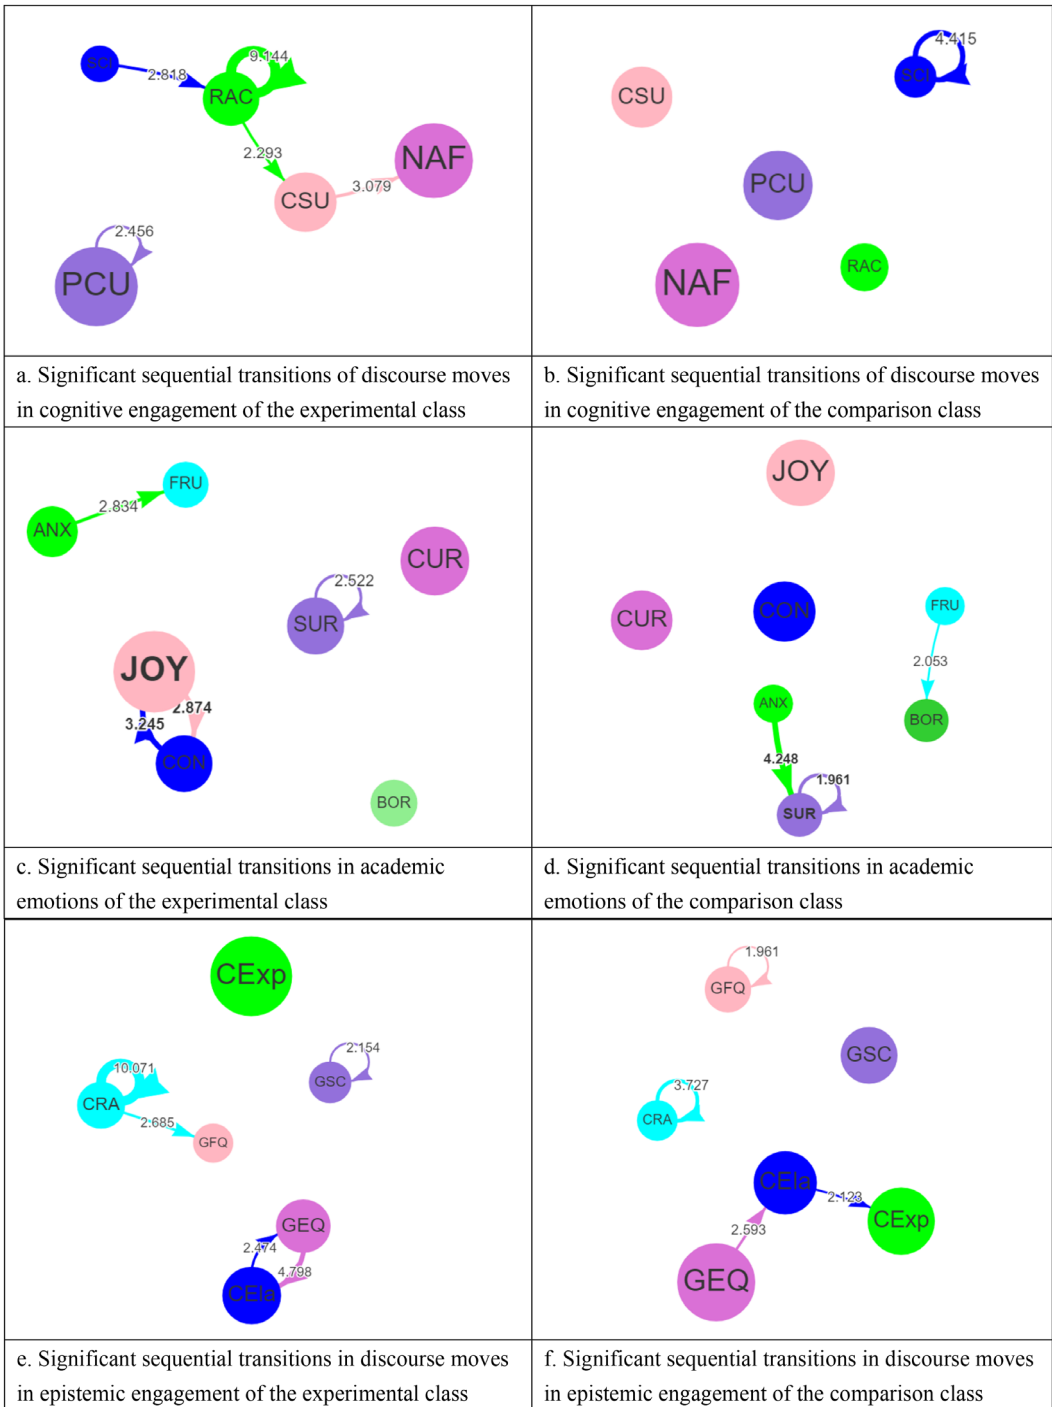 SCI
2.818
9.144
RAC
2.293
CSU
3.079
NAF
2.456
PCU
4.415
SCI
CSU
PCU
NAF
RAC
a. Significant sequential transitions of discourse moves
in cognitive engagement of the experimental class
b. Significant sequential transitions of discourse moves
in cognitive engagement of the comparison class
FRU
2.834
ANX
CUR
2.522
SUR
JOY
2.874
3.245
CON
BOR
JOY
CON
CUR
FRU
2.053
BOR
ANX
4.248
1.961
SUR
c. Significant sequential transitions in academic
emotions of the experimental class
d. Significant sequential transitions in academic
emotions of the comparison class
CExp
2.154
GSC
10.071
CRA
2.685
GFQ
GEQ
2.474
4.798
CEla
1.961
GFQ
GSC
3.727
CRA
CEla
2.123
CExp
2.593
GEQ
e. Significant sequential transitions in discourse moves
in epistemic engagement of the experimental class
f. Significant sequential transitions in discourse moves
in epistemic engagement of the comparison class